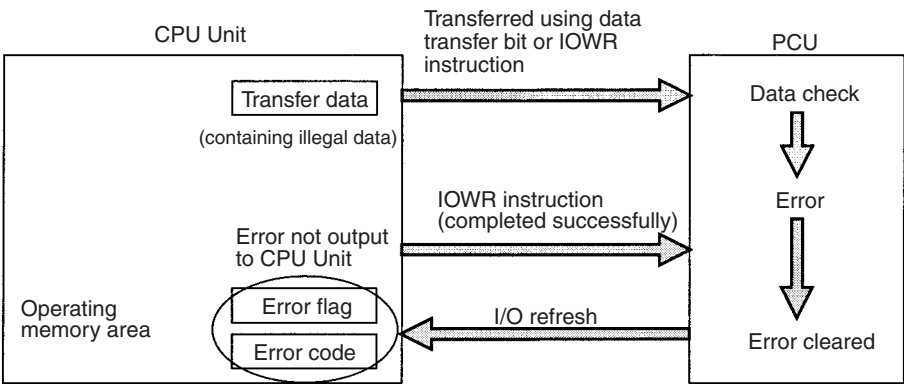 CPU Unit
Transferred using data
transfer bit or IOWR
instruction
PCU
Transfer data
(containing illegal data)
Data check
Error
IOWR instruction
(completed successfully)
Error not output
to CPU Unit
Operating
memory area
Error flag
Error code
I/O refresh
Error cleared